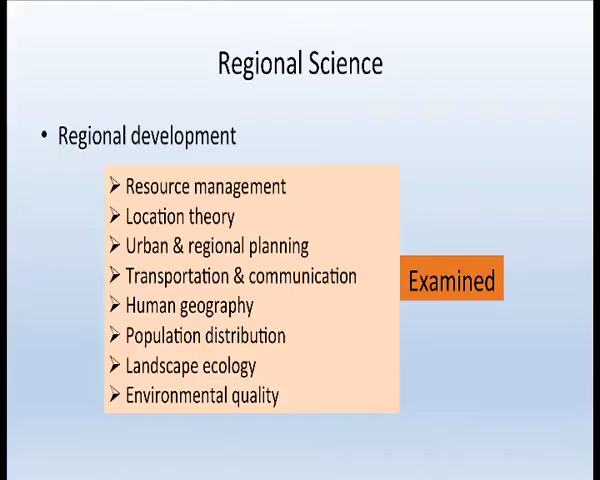 Regional Science
• Regional development
➢ Resource management
➢ Location theory
➢ Urban & regional planning
➢ Transportation & communication
Examined
➢ Human geography
➢ Population distribution
➢ Landscape ecology
➢ Environmental quality